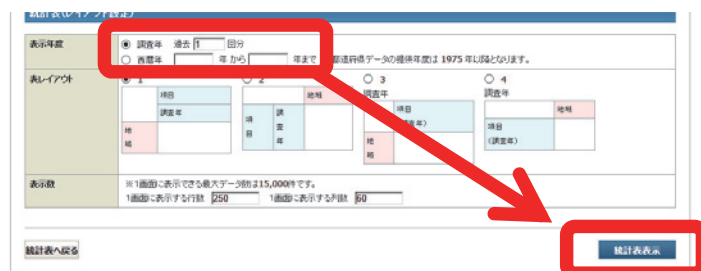 統計表(レイアウト設定)
表示年度
調査年 過去 1 回分
西暦年 年から 年まで 都道府県データの提供年度は 1975 年以降となります。
表レイアウト
1 2 3 4
調査年 調査年
項目
調査年
地域
地域
項目
調査年
項目
(調査年)
地域
地域
項目
(調査年)
表示数
※1画面に表示できる最大データ数は15,000件です。
1画面に表示する行数 250 1画面に表示する列数 60
統計表へ戻る
統計表表示